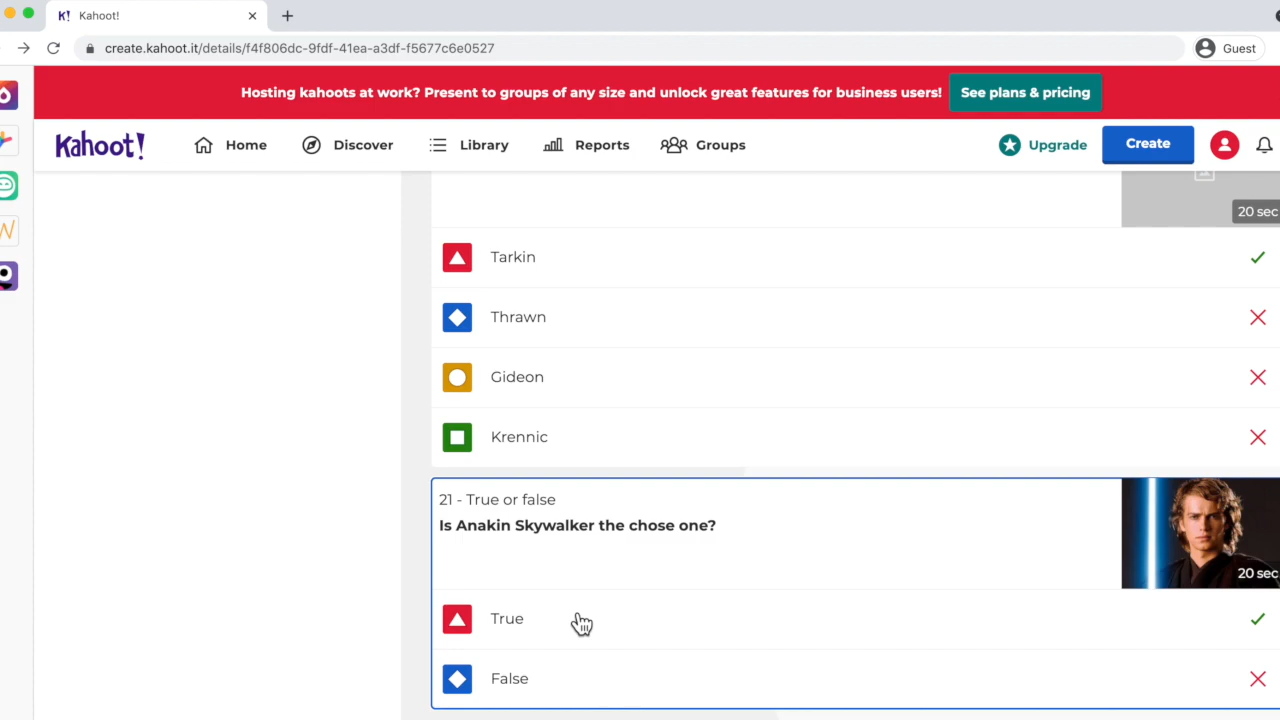 Kahoot!
create.kahoot.it/details/f4f806dc-9fdf-41ea-a3df-f5677c6e0527
Guest
Hosting kahoots at work? Present to groups of any size and unlock great features for business users!
See plans & pricing
Kahoot!
Home
Discover
Library
Reports
Groups
Upgrade
Create
20 sec
Tarkin
Thrawn
Gideon
Krennic
21 - True or false
Is Anakin Skywalker the chose one?
20 sec
True
False